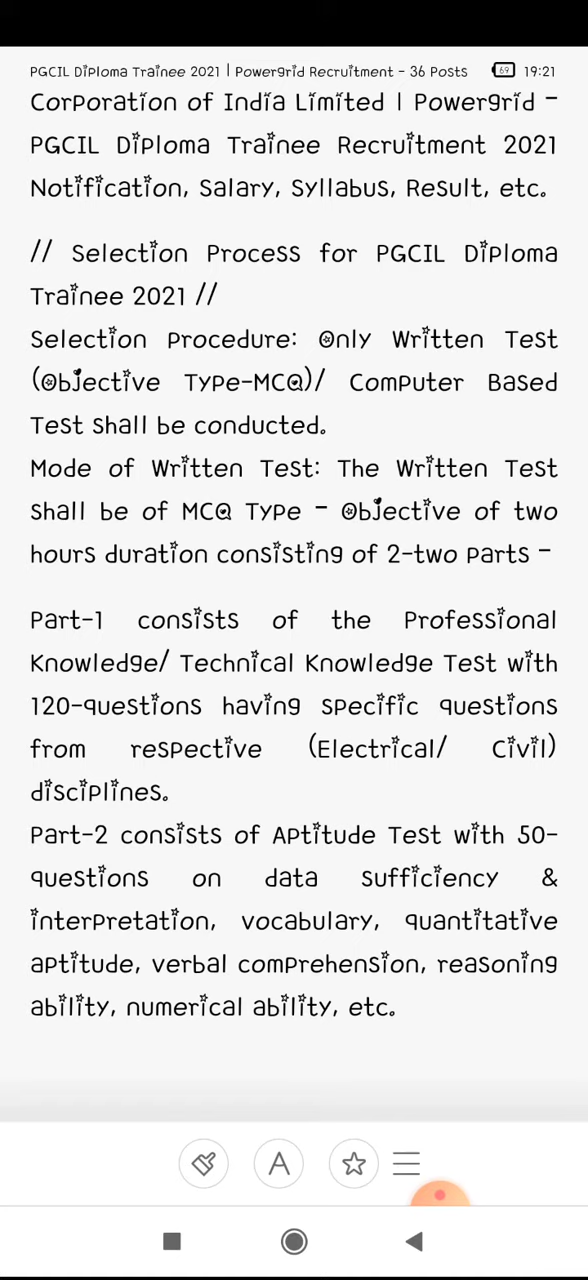 PGCIL Diploma Trainee 2021 | Powergrid Recruitment - 36 Posts 69 19:21
Corporation of India Limited | Powergrid -
PGCIL Diploma Trainee Recruitment 2021
Notification, Salary, Syllabus, Result, etc.
// Selection Process for PGCIL Diploma
Trainee 2021 //
Selection Procedure: Only Written Test
(Objective Type-MCQ)/ Computer Based
Test shall be conducted.
Mode of Written Test: The Written Test
shall be of MCQ Type - Objective of two
hours duration consisting of 2-two parts -
Part-1 consists of the Professional
Knowledge/ Technical Knowledge Test with
120-questions having specific questions
from respective (Electrical/ Civil)
disciplines.
Part-2 consists of Aptitude Test with 50-
questions on data sufficiency &
interpretation, vocabulary, quantitative
aptitude, verbal comprehension, reasoning
ability, numerical ability, etc.
A